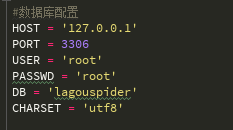 #数据库配置
HOST = '127.0.0.1'
PORT = 3306
USER = 'root'
PASSWD = 'root'
DB = 'lagouspider'
CHARSET = 'utf8'